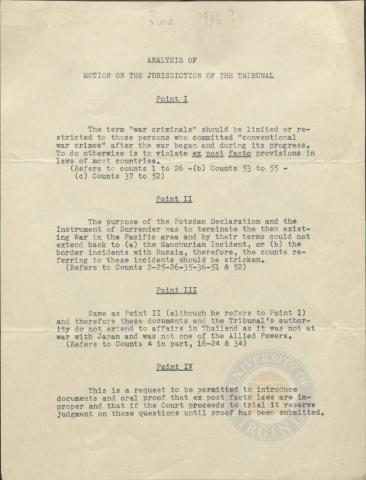 June 1946?
ANALYSIS OF
MOTION ON THE JURISDICTION OF THE TRIBUNAL
Point I
The term "war criminals" should be limited or re-
stricted to those persons who committed "conventional
war crimes" after the war began and during its progress.
To do otherwise is to violate ex post facto provisions in
laws of most countries.
(Refers to counts 1 to 26 -(b) Counts 53 to 55 -
(c) Counts 37 to 52)
Point II
The purpose of the Potsdam Declaration and the
Instrument of Surrender was to terminate the then exist-
ing War in the Pacific area and by their terms could not
extend back to (a) the Manchurian Incident, or (b) the
border incidents with Russia, therefore, the counts re-
ferring to these incidents should be stricken.
(Refers to Counts 2-25-26-35-36-51 & 52)
Point III
Same as Point II (although he refers to Point I)
and therefore these documents and the Tribunal's author-
ity do not extend to affairs in Thailand as it was not at
war with Japan and was not one of the Allied Powers.
(Refers to Counts 4 in part, 16-24 & 34)
Point IV
This is a request to be permitted to introduce
documents and oral proof that ex post facto laws are im-
proper and that if the Court proceeds to trial it reserve
judgment on these questions until proof has been submitted.
UNIVERSITY OF VIRGINIA